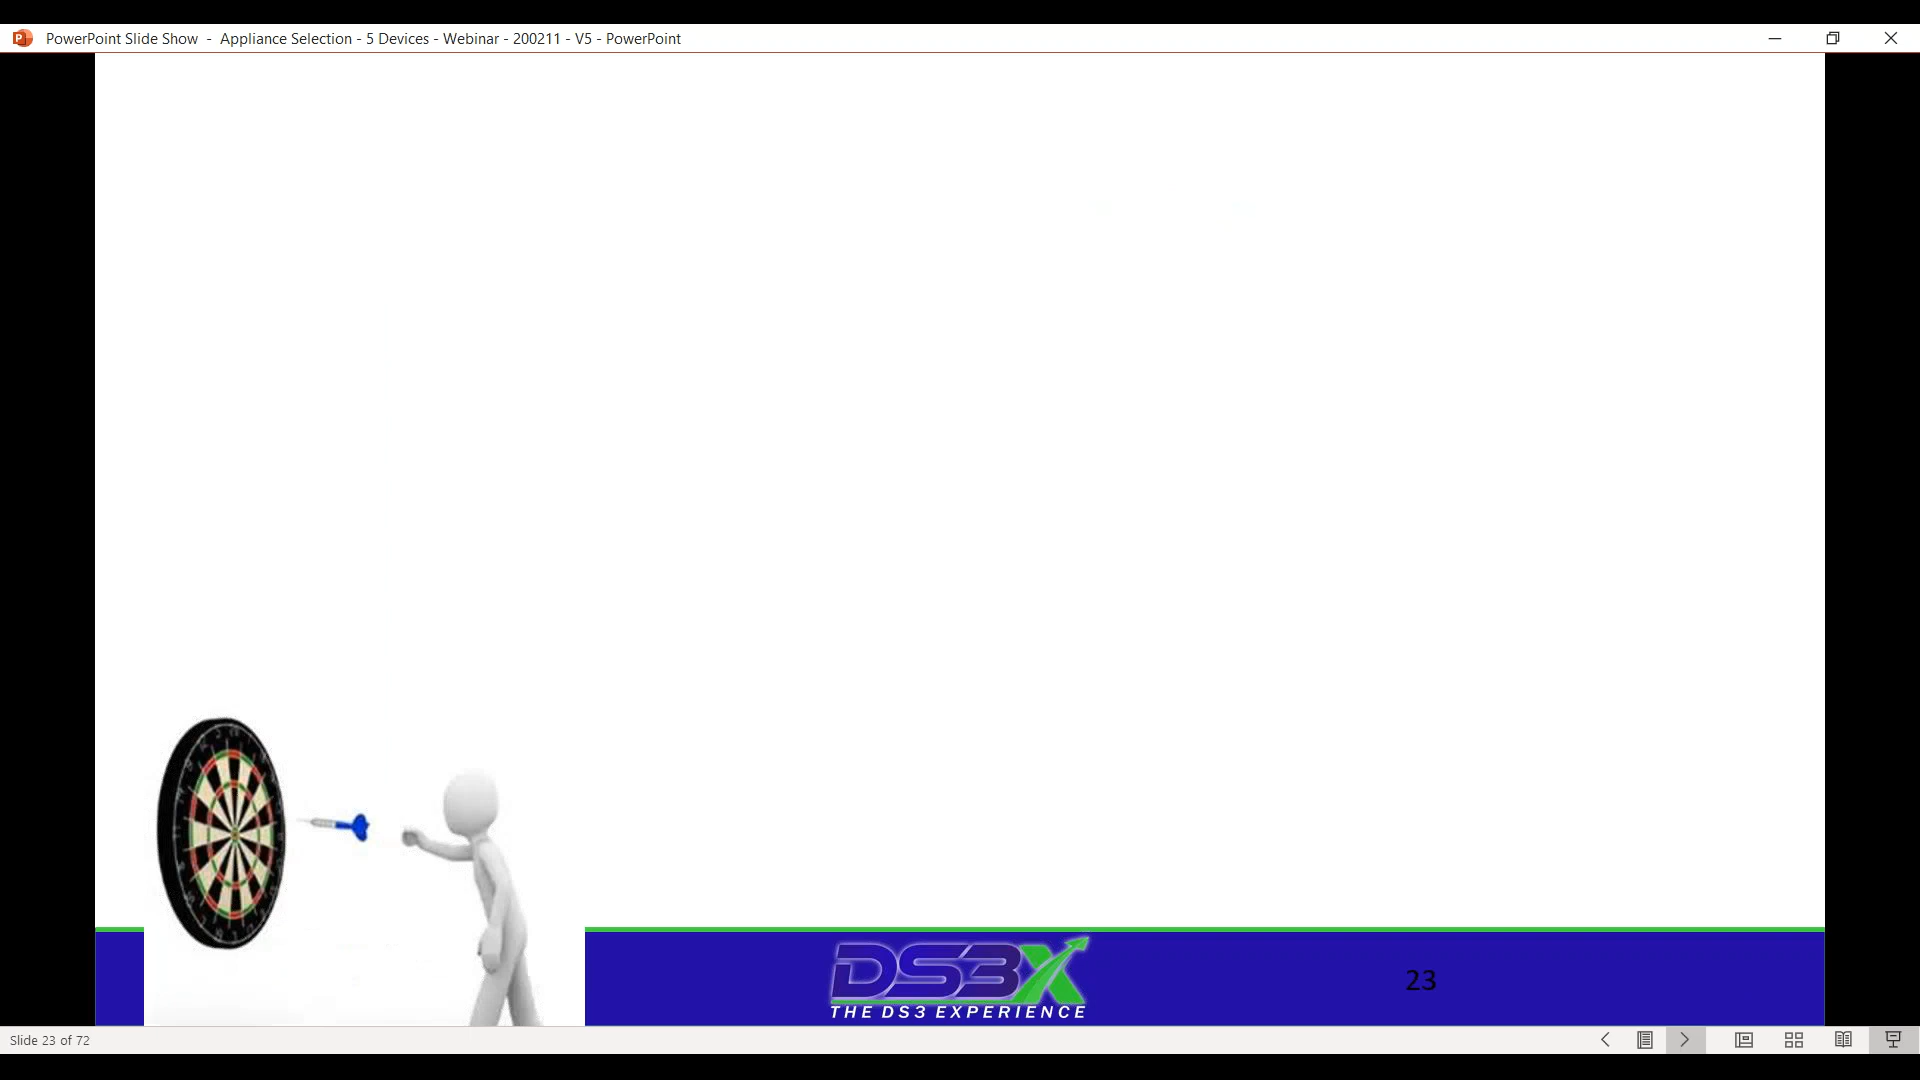 PowerPoint Slide Show - Appliance Selection - 5 Devices - Webinar - 200211 - V5 - PowerPoint
DS3X
THE DS3 EXPERIENCE
23
Slide 23 of 72